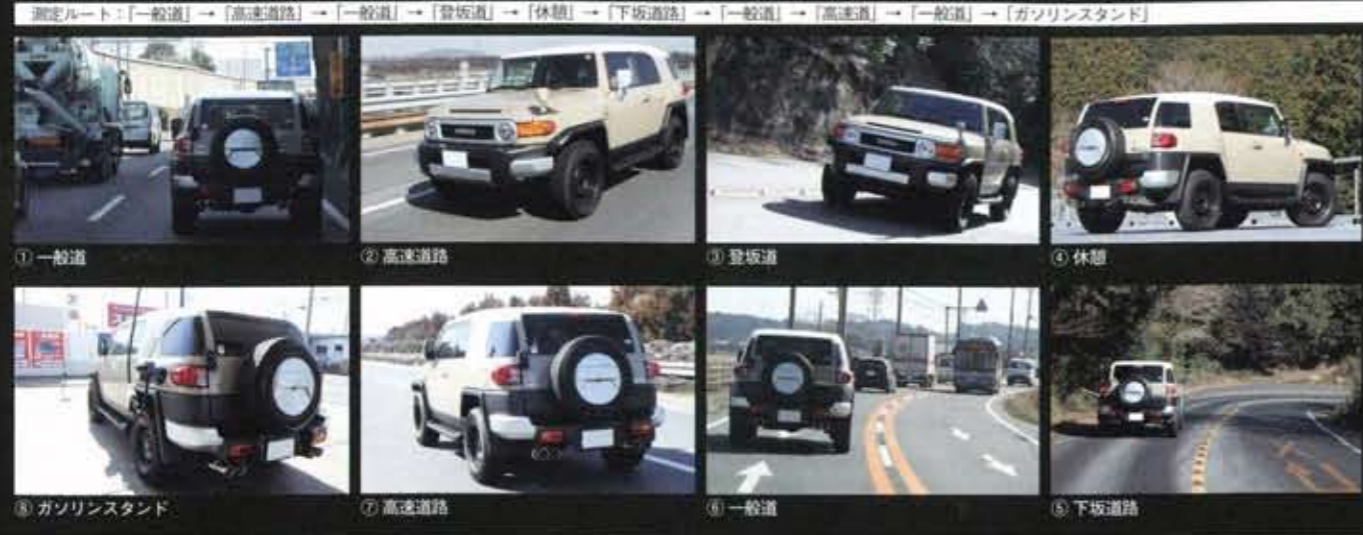 測定ルート：「一般道」→「高速道路」→「一般道」→「登坂道」→「休憩」→「下坂道路」→「一般道」→「高速道」→「一般道」→「ガソリンスタンド」
① 一般道
② 高速道路
③ 登坂道
④ 休憩
⑧ ガソリンスタンド
⑦ 高速道路
⑥ 一般道
⑤ 下坂道路